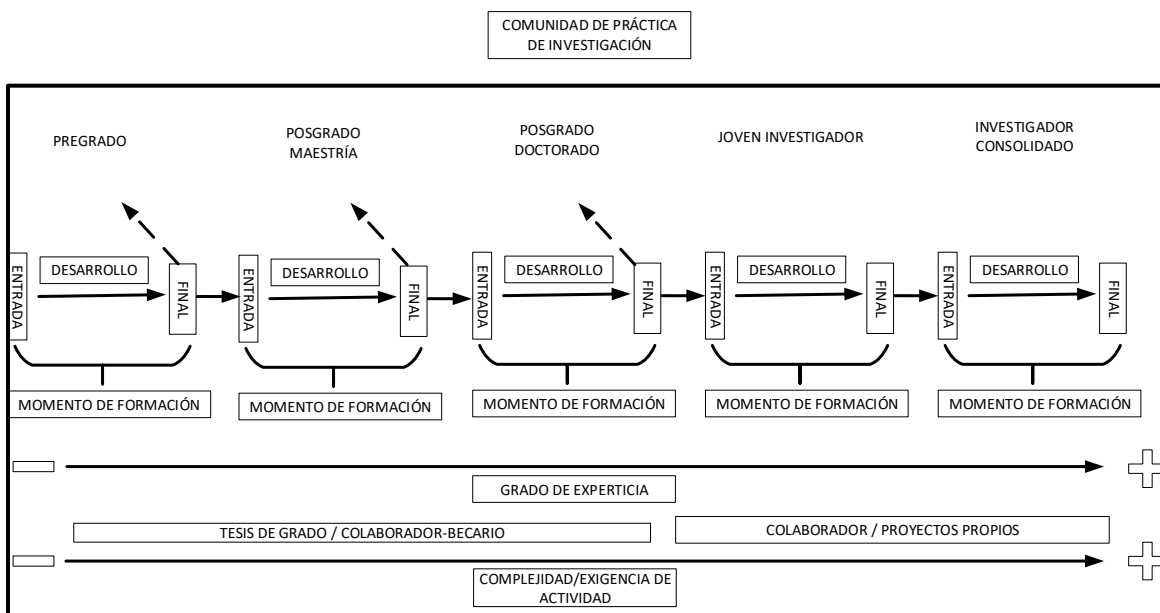 COMUNIDAD DE PRÁCTICA
DE INVESTIGACIÓN
PREGRADO
POSGRADO
MAESTRÍA
POSGRADO
DOCTORADO
JOVEN INVESTIGADOR
INVESTIGADOR
CONSOLIDADO
ENTRADA
DESARROLLO
FINAL
ENTRADA
DESARROLLO
FINAL
ENTRADA
DESARROLLO
FINAL
ENTRADA
DESARROLLO
FINAL
ENTRADA
DESARROLLO
FINAL
MOMENTO DE FORMACIÓN
MOMENTO DE FORMACIÓN
MOMENTO DE FORMACIÓN
MOMENTO DE FORMACIÓN
MOMENTO DE FORMACIÓN
GRADO DE EXPERTICIA
TESIS DE GRADO / COLABORADOR-BECARIO
COLABORADOR / PROYECTOS PROPIOS
COMPLEJIDAD/EXIGENCIA DE
ACTIVIDAD